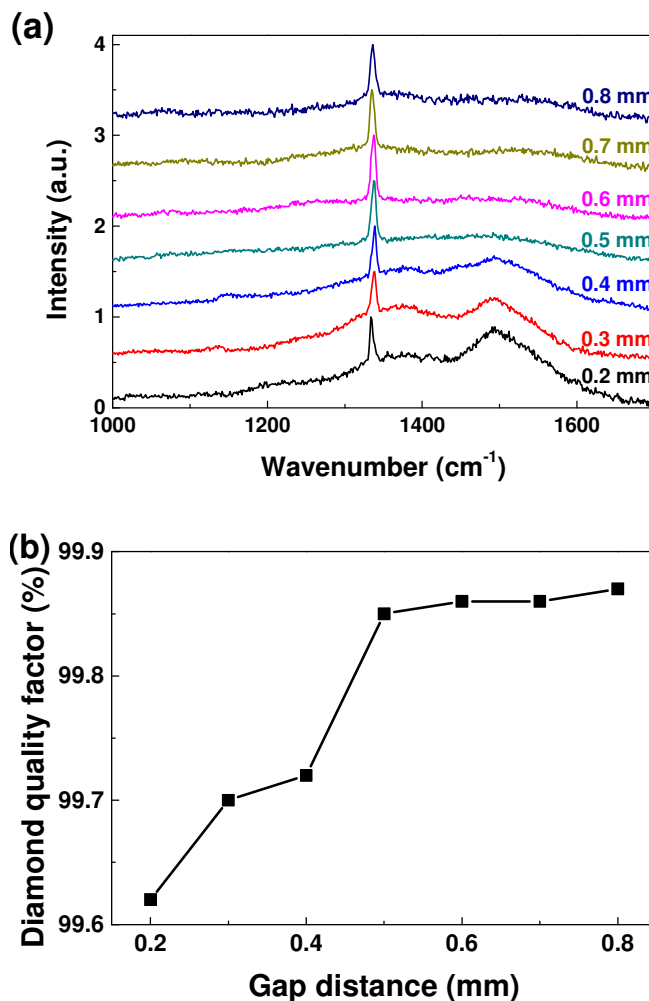 (a)
4
3
2
1
0
Intensity (a.u.)
0.8 mm
0.7 mm
0.6 mm
0.5 mm
0.4 mm
0.3 mm
0.2 mm
1000 1200 1400 1600
Wavenumber (cm⁻¹)
(b)
99.9
99.8
99.7
99.6
Diamond quality factor (%)
0.2 0.4 0.6 0.8
Gap distance (mm)